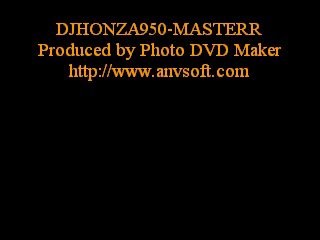 DJHONZA950-MASTERR
Produced by Photo DVD Maker
http://www.anvsoft.com